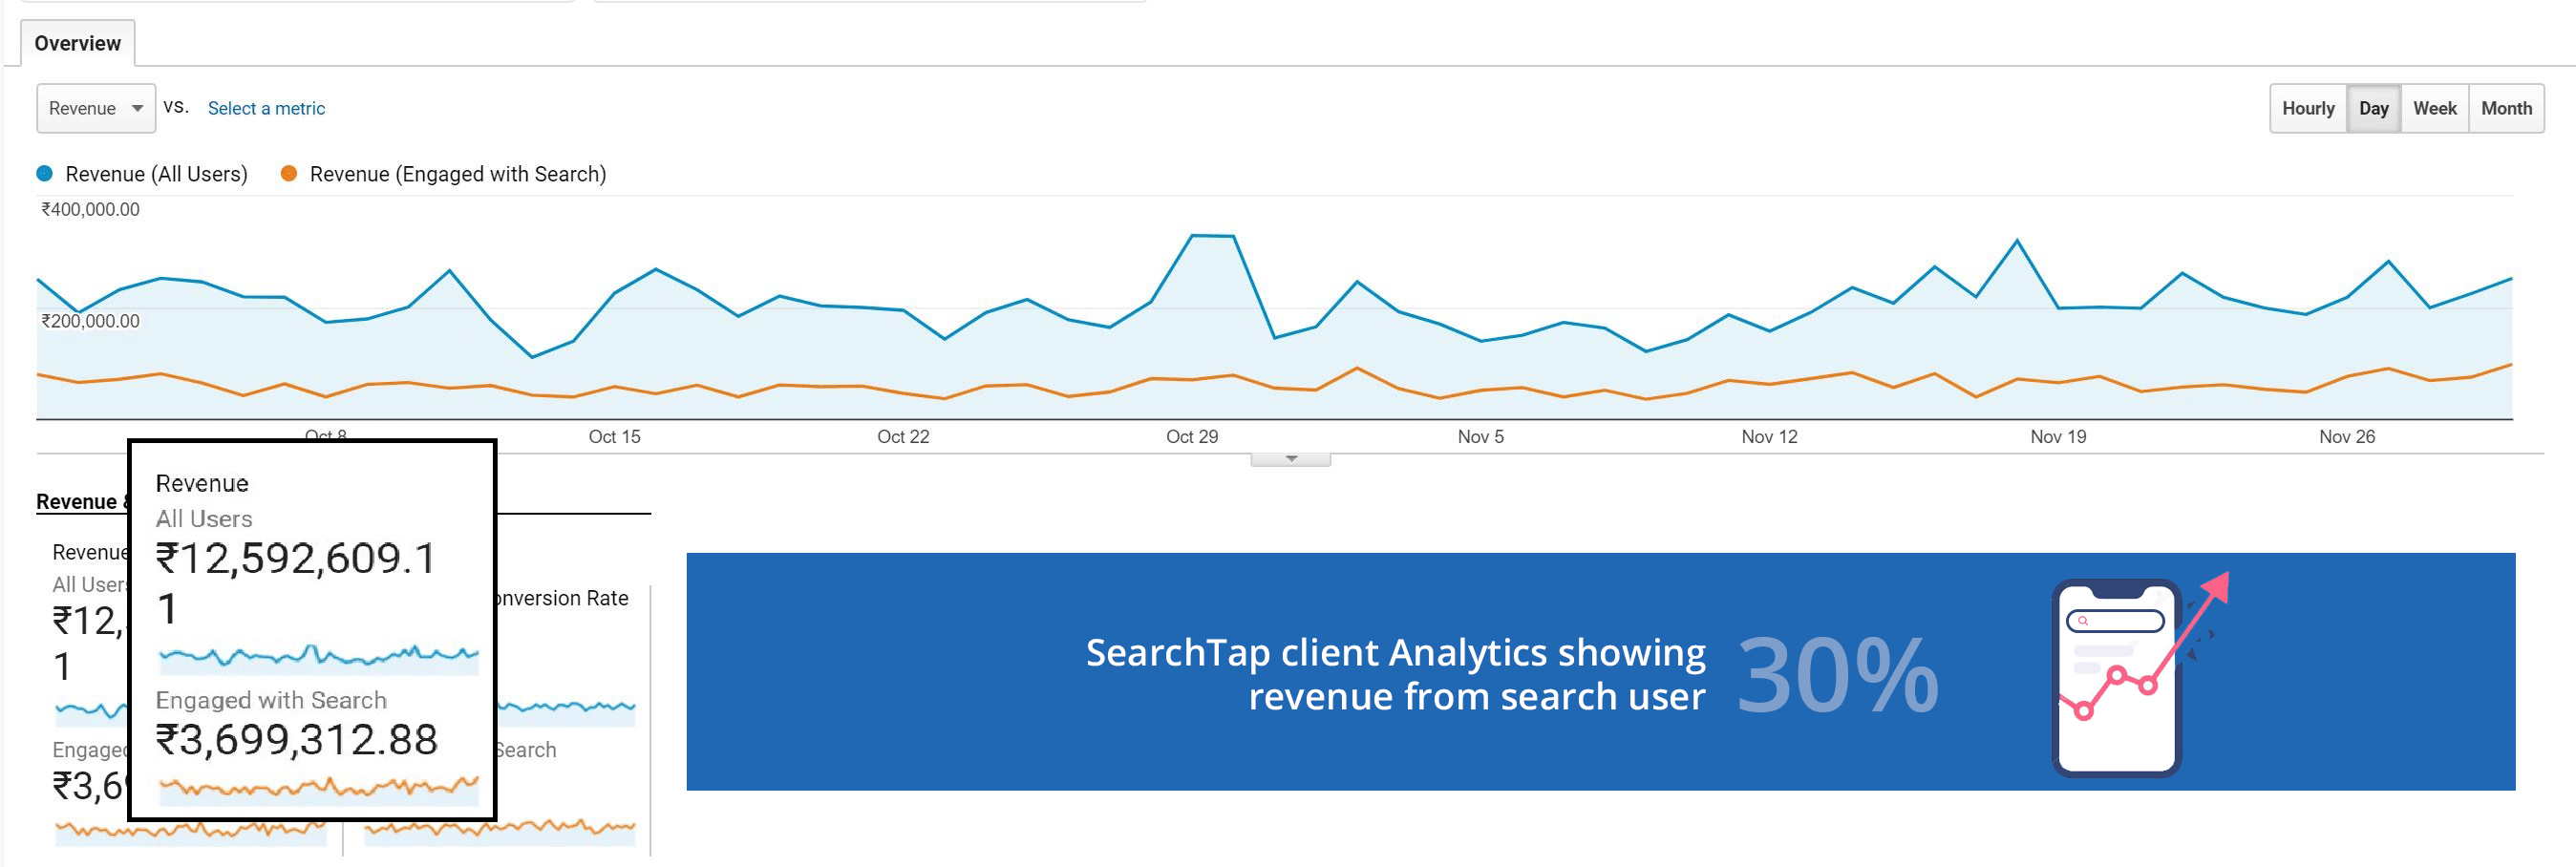 Overview
Revenue vs. Select a metric
Hourly Day Week Month
Revenue (All Users) Revenue (Engaged with Search)
₹400,000.00
₹200,000.00
Oct 8 Oct 15 Oct 22 Oct 29 Nov 5 Nov 12 Nov 19 Nov 26
Revenue &
Revenue
All Users
₹12,592,609.1
1
Engaged with Search
₹3,699,312.88
Revenue
All User
₹12,
1
Engaged
₹3,6
onversion Rate
Search
SearchTap client Analytics showing
revenue from search user
30%